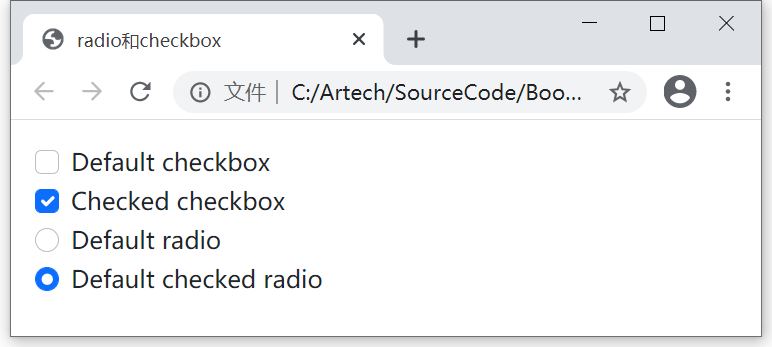 radio和checkbox
文件 C:/Artech/SourceCode/Boo...
Default checkbox
Checked checkbox
Default radio
Default checked radio